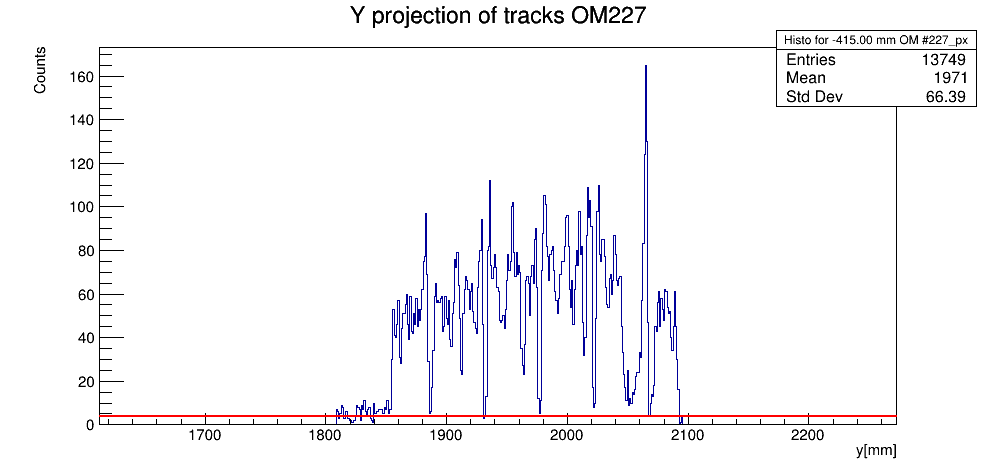 Y projection of tracks OM227
Histo for -415.00 mm OM #227_px
Entries 13749
Mean 1971
Std Dev 66.39
Counts
160
140
120
100
80
60
40
20
0
1700 1800 1900 2000 2100 2200
y[mm]